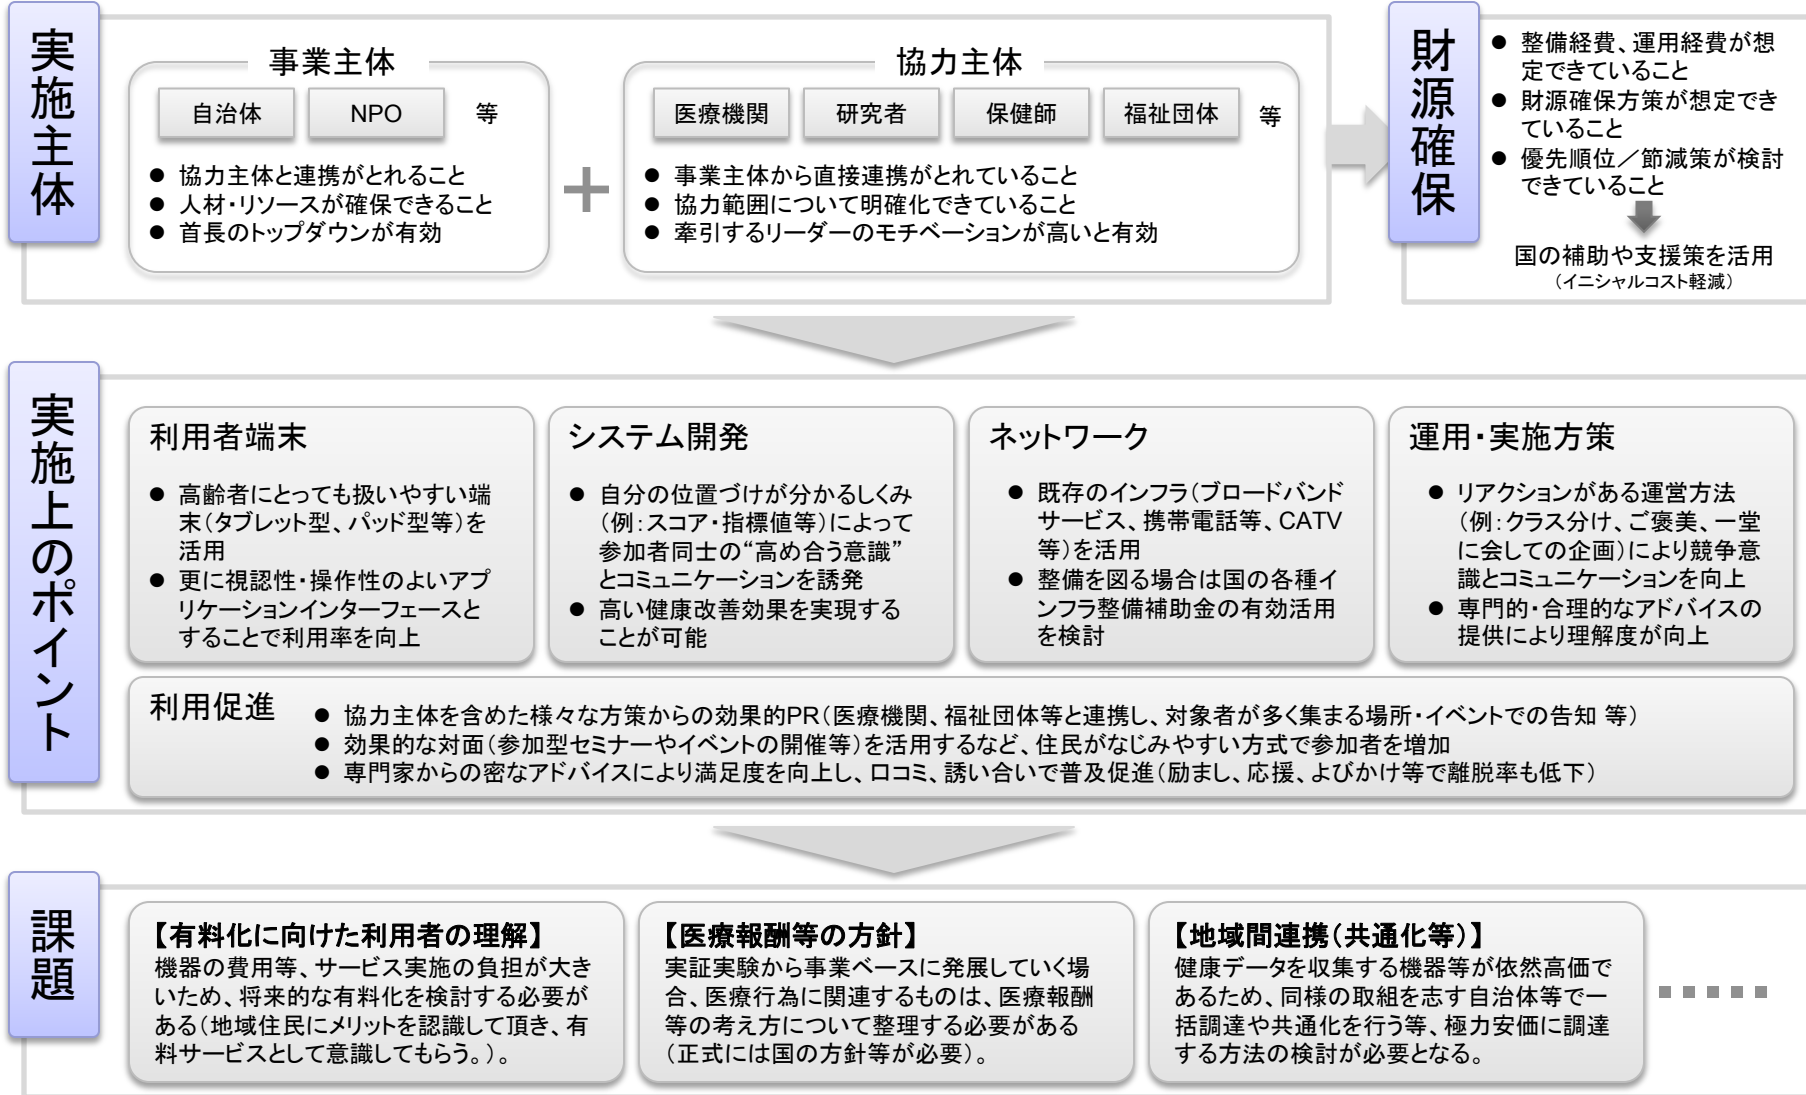 実施主体
事業主体
自治体
NPO
等
● 協力主体と連携がとれること
● 人材・リソースが確保できること
● 首長のトップダウンが有効
＋
協力主体
医療機関
研究者
保健師
福祉団体
等
● 事業主体から直接連携がとれていること
● 協力範囲について明確化できていること
● 牽引するリーダーのモチベーションが高いと有効
財源確保
● 整備経費、運用経費が想
定できていること
● 財源確保方策が想定でき
ていること
● 優先順位／節減策が検討
できていること
国の補助や支援策を活用
（イニシャルコスト軽減）
実施上のポイント
利用者端末
● 高齢者にとっても扱いやすい端
末（タブレット型、パッド型等）を
活用
● 更に視認性・操作性のよいアプ
リケーションインターフェースと
することで利用率を向上
システム開発
● 自分の位置づけが分かるしくみ
（例：スコア・指標値等）によって
参加者同士の“高め合う意識”
とコミュニケーションを誘発
● 高い健康改善効果を実現する
ことが可能
ネットワーク
● 既存のインフラ（ブロードバンド
サービス、携帯電話等、CATV
等）を活用
● 整備を図る場合は国の各種イ
ンフラ整備補助金の有効活用
を検討
運用・実施方策
● リアクションがある運営方法
（例：クラス分け、ご褒美、一堂
に会しての企画）により競争意
識とコミュニケーションを向上
● 専門的・合理的なアドバイスの
提供により理解度が向上
利用促進
● 協力主体を含めた様々な方策からの効果的PR（医療機関、福祉団体等と連携し、対象者が多く集まる場所・イベントでの告知 等）
● 効果的な対面（参加型セミナーやイベントの開催等）を活用するなど、住民がなじみやすい方式で参加者を増加
● 専門家からの密なアドバイスにより満足度を向上し、口コミ、誘い合いで普及促進（励まし、応援、よびかけ等で離脱率も低下）
課題
【有料化に向けた利用者の理解】
機器の費用等、サービス実施の負担が大き
いため、将来的な有料化を検討する必要が
ある（地域住民にメリットを認識して頂き、有
料サービスとして意識してもらう。）。
【医療報酬等の方針】
実証実験から事業ベースに発展していく場
合、医療行為に関連するものは、医療報酬
等の考え方について整理する必要がある
（正式には国の方針等が必要）。
【地域間連携（共通化等）】
健康データを収集する機器等が依然高価で
あるため、同様の取組を志す自治体等で一
括調達や共通化を行う等、極力安価に調達
する方法の検討が必要となる。